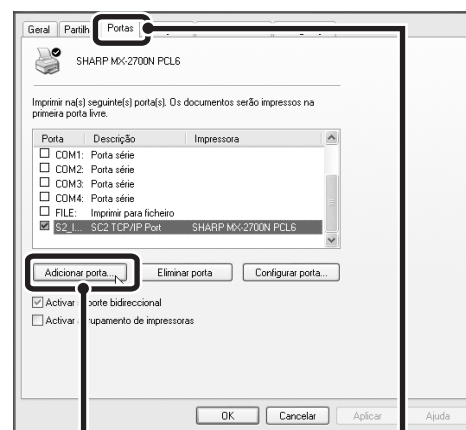 Geral Partilh Portas
SHARP MX-2700N PCL6
Imprimir na(s) seguinte(s) porta(s). Os documentos serão impressos na
primeira porta livre.
Porta Descrição Impressora
COM1: Porta série
COM2: Porta série
COM3: Porta série
COM4: Porta série
FILE: Imprimir para ficheiro
S2_I... SC2 TCP/IP Port SHARP MX-2700N PCL6
Adicionar porta... Eliminar porta Configurar porta...
Activar porte bidireccional
Activar rupamento de impressoras
OK Cancelar Aplicar Ajuda